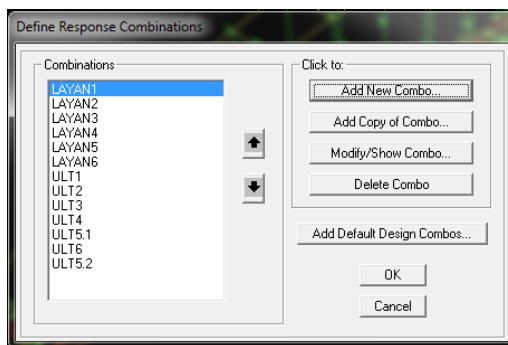 Define Response Combinations
Combinations
LAYAN1
LAYAN2
LAYAN3
LAYAN4
LAYAN5
LAYAN6
ULT1
ULT2
ULT3
ULT4
ULT5.1
ULT6
ULT5.2
Click to:
Add New Combo...
Add Copy of Combo...
Modify/Show Combo...
Delete Combo
Add Default Design Combos...
OK
Cancel